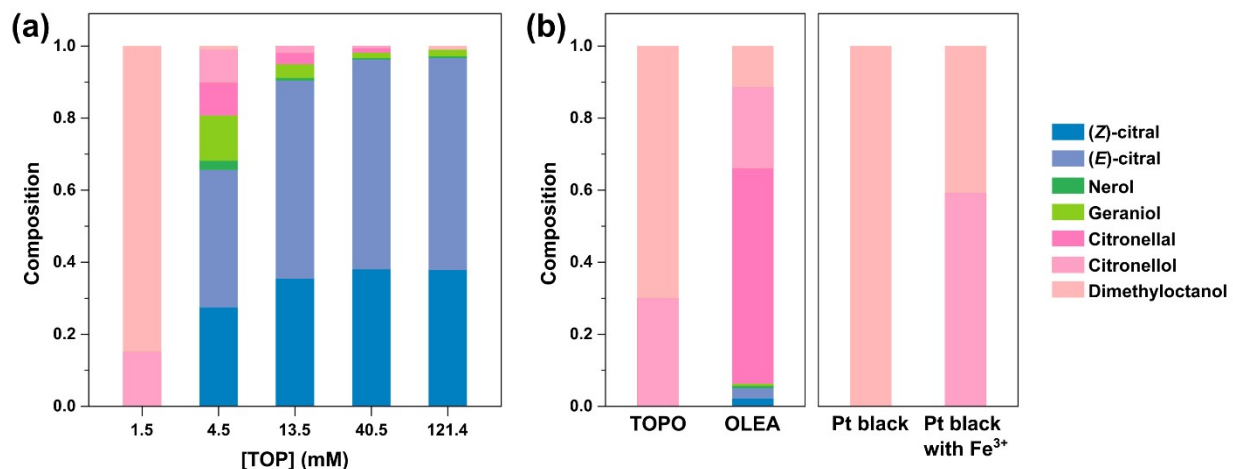 (a)
Composition
1.0
0.8
0.6
0.4
0.2
0.0
1.5 4.5 13.5 40.5 121.4
[TOP] (mM)
(b)
Composition
1.0
0.8
0.6
0.4
0.2
0.0
TOPO OLEA Pt black Pt black
with Fe³⁺
(Z)-citral
(E)-citral
Nerol
Geraniol
Citronellal
Citronellol
Dimethyloctanol